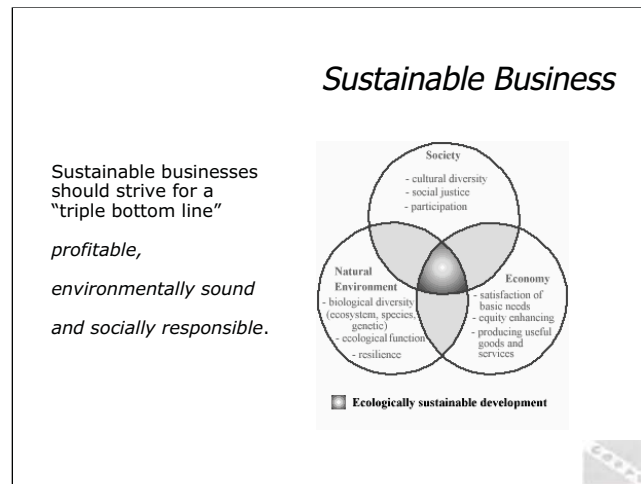 Sustainable Business
Sustainable businesses
should strive for a
“triple bottom line”
profitable,
environmentally sound
and socially responsible.
Society
- cultural diversity
- social justice
- participation
Natural
Environment
- biological diversity
(ecosystem, species,
genetic)
- ecological function
- resilience
Economy
- satisfaction of
basic needs
- equity enhancing
- producing useful
goods and
services
Ecologically sustainable development